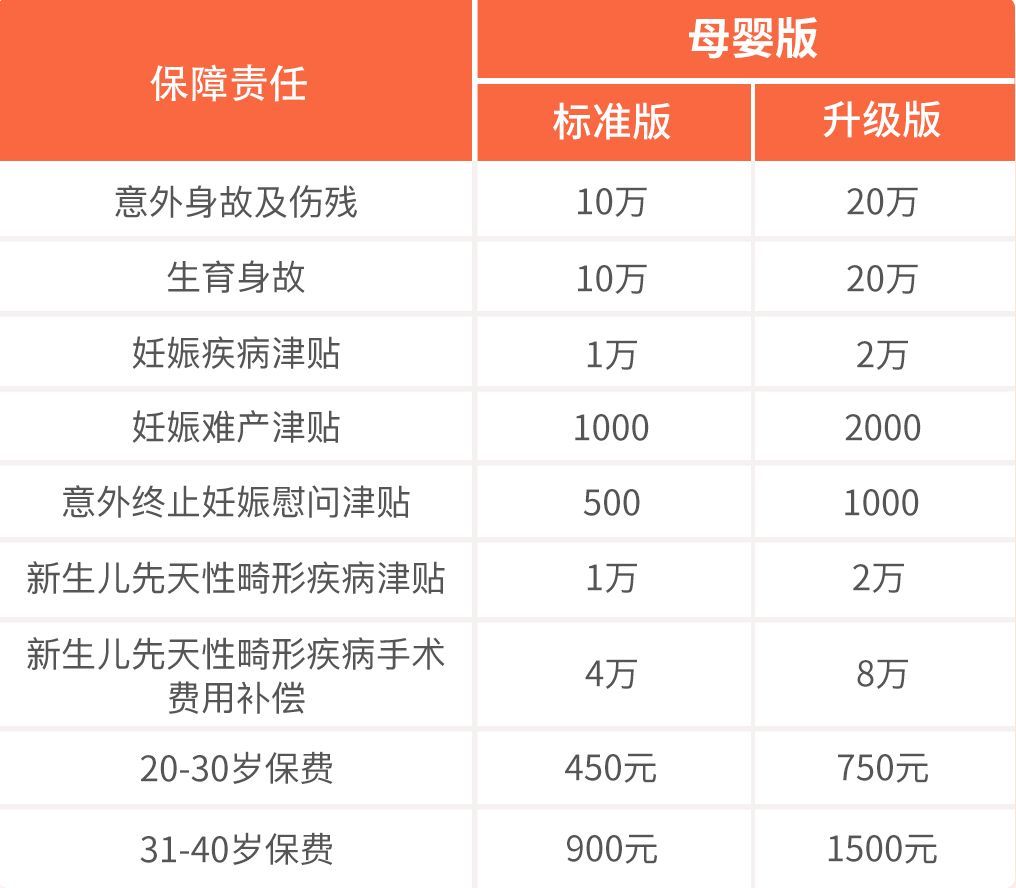 保障责任
母婴版
标准版 升级版
意外身故及伤残 10万 20万
生育身故 10万 20万
妊娠疾病津贴 1万 2万
妊娠难产津贴 1000 2000
意外终止妊娠慰问津贴 500 1000
新生儿先天性畸形疾病津贴 1万 2万
新生儿先天性畸形疾病手术
费用补偿 4万 8万
20-30岁保费 450元 750元
31-40岁保费 900元 1500元